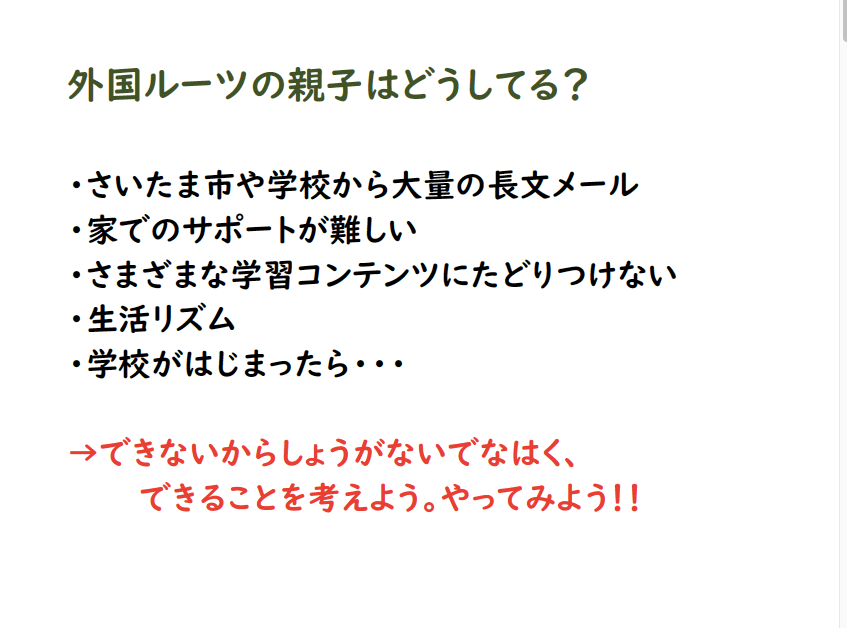 外国ルーツの親子はどうしてる？
・さいたま市や学校から大量の長文メール
・家でのサポートが難しい
・さまざまな学習コンテンツにたどりつけない
・生活リズム
・学校がはじまったら・・・
→できないからしょうがないでなはく、
できることを考えよう。やってみよう！！